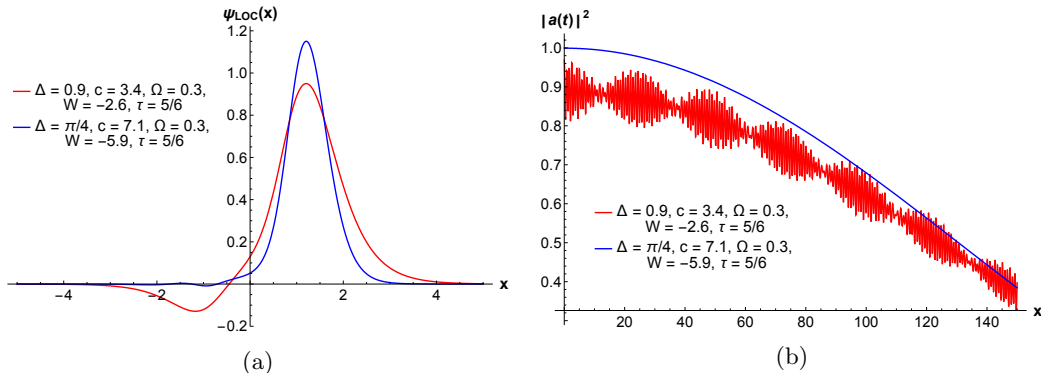 ψLOC(x)
1.2
1.0
0.8
0.6
0.4
0.2
-0.2
-4
-2
2
4
x
Δ = 0.9, c = 3.4, Ω = 0.3,
W = −2.6, τ = 5/6
Δ = π/4, c = 7.1, Ω = 0.3,
W = −5.9, τ = 5/6
(a)
|a(t)|²
1.0
0.9
0.8
0.7
0.6
0.5
0.4
20
40
60
80
100
120
140
x
Δ = 0.9, c = 3.4, Ω = 0.3,
W = −2.6, τ = 5/6
Δ = π/4, c = 7.1, Ω = 0.3,
W = −5.9, τ = 5/6
(b)